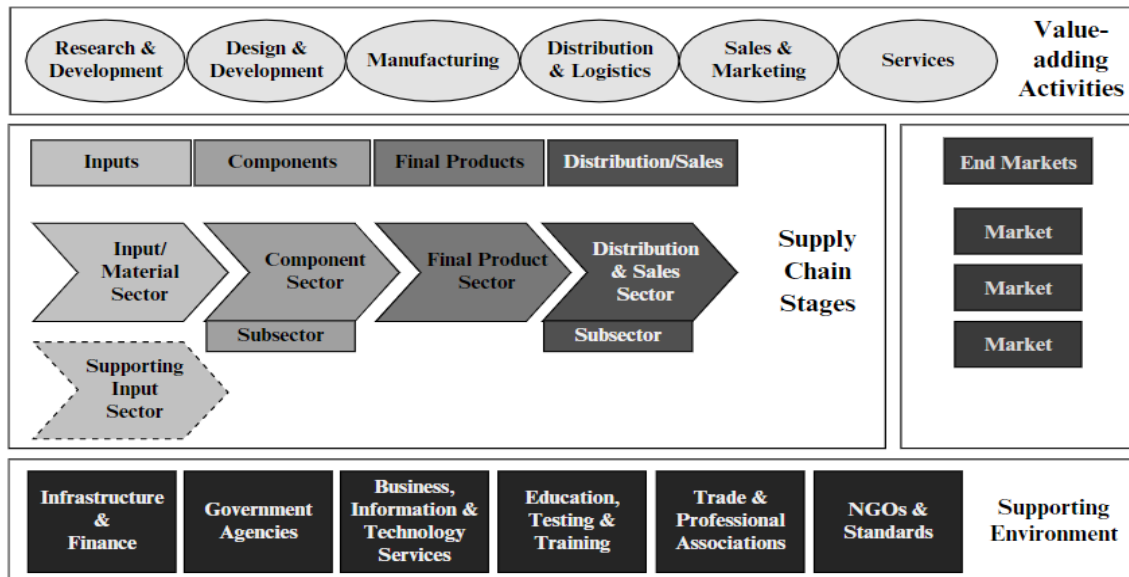 Research &
Development
Design &
Development
Manufacturing
Distribution
& Logistics
Sales &
Marketing
Services
Value-
adding
Activities
Inputs
Components
Final Products
Distribution/Sales
End Markets
Input/
Material
Sector
Component
Sector
Final Product
Sector
Distribution
& Sales
Sector
Subsector
Subsector
Supporting
Input
Sector
Supply
Chain
Stages
Market
Market
Market
Infrastructure
&
Finance
Government
Agencies
Business,
Information &
Technology
Services
Education,
Testing &
Training
Trade &
Professional
Associations
NGOs &
Standards
Supporting
Environment